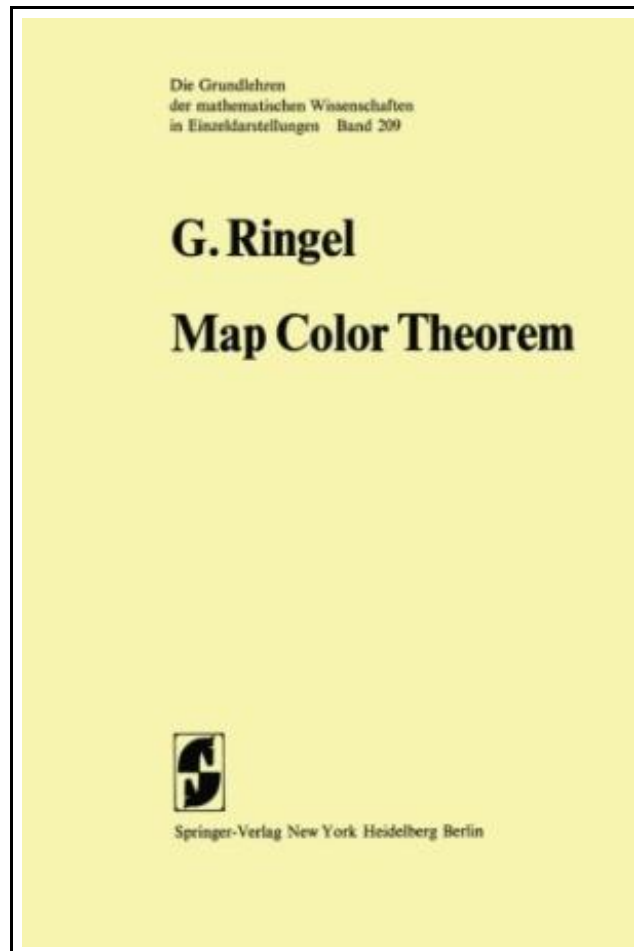 Die Grundlehren
der mathematischen Wissenschaften
in Einzeldarstellungen Band 209
G. Ringel
Map Color Theorem
Springer-Verlag New York Heidelberg Berlin